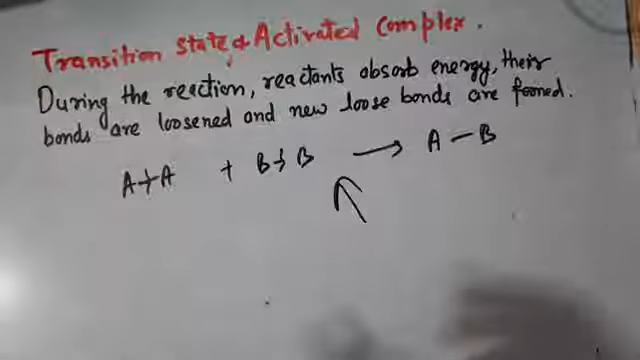 Transition State & Activated Complex.
During the reection, reactants absorb energy, their
bonds are loosened and new loose bonds are formed.
A+A + B+B → A-B